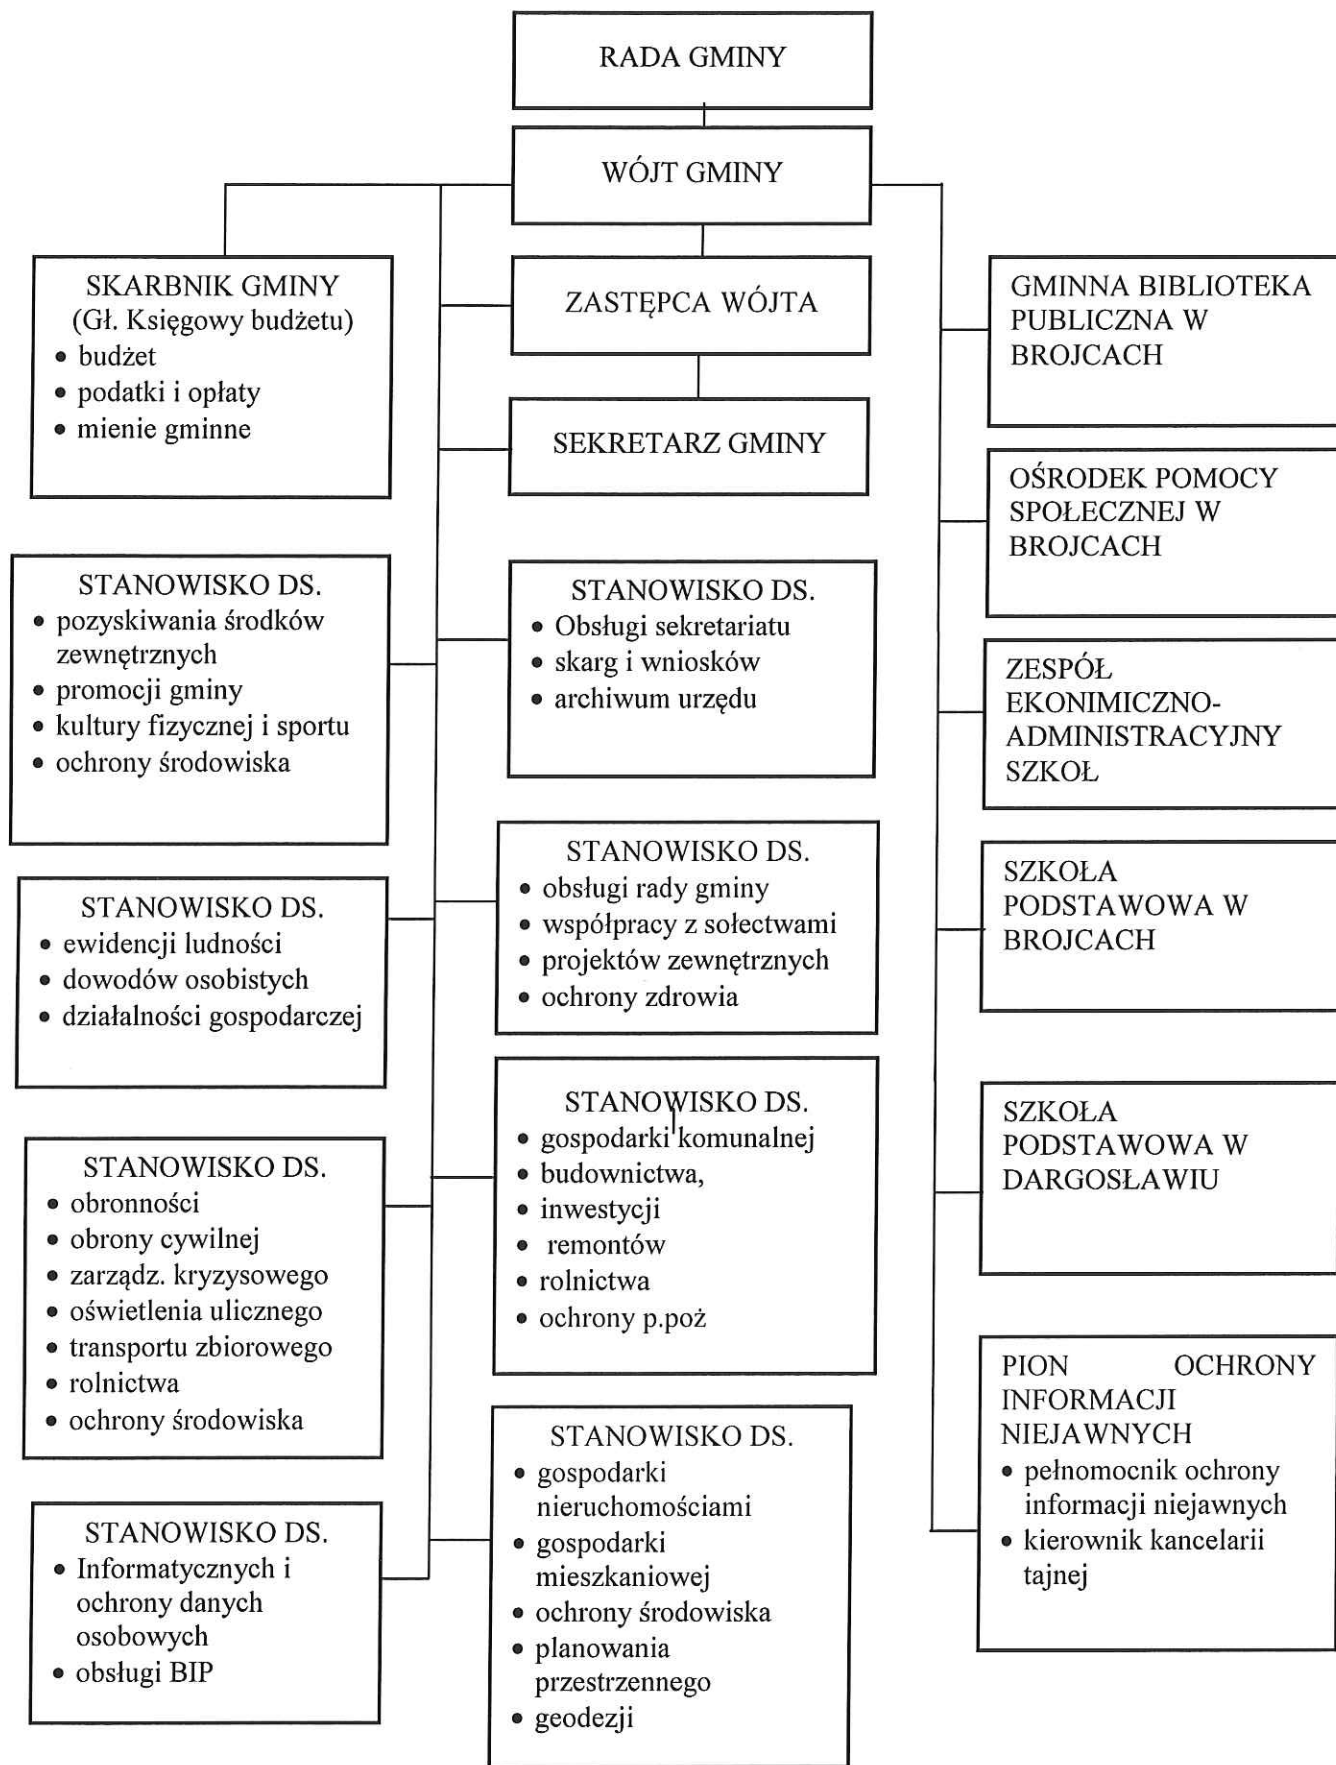 RADA GMINY
WÓJT GMINY
ZASTĘPCA WÓJTA
SEKRETARZ GMINY
SKARBNIK GMINY
(Gł. Księgowy budżetu)
• budżet
• podatki i opłaty
• mienie gminne
STANOWISKO DS.
• pozyskiwania środków
zewnętrznych
• promocji gminy
• kultury fizycznej i sportu
• ochrony środowiska
STANOWISKO DS.
• ewidencji ludności
• dowodów osobistych
• działalności gospodarczej
STANOWISKO DS.
• obronności
• obrony cywilnej
• zarządz. kryzysowego
• oświetlenia ulicznego
• transportu zbiorowego
• rolnictwa
• ochrony środowiska
STANOWISKO DS.
• Informatycznych i
ochrony danych
osobowych
• obsługi BIP
STANOWISKO DS.
• Obsługi sekretariatu
• skarg i wniosków
• archiwum urzędu
STANOWISKO DS.
• obsługi rady gminy
• współpracy z sołectwami
• projektów zewnętrznych
• ochrony zdrowia
STANOWISKO DS.
• gospodarki komunalnej
• budownictwa,
• inwestycji
• remontów
• rolnictwa
• ochrony p.poż
STANOWISKO DS.
• gospodarki
nieruchomościami
• gospodarki
mieszkaniowej
• ochrony środowiska
• planowania
przestrzennego
• geodezji
GMINNA BIBLIOTEKA
PUBLICZNA W
BROJCACH
OŚRODEK POMOCY
SPOŁECZNEJ W
BROJCACH
ZESPÓŁ
EKONIMICZNO-
ADMINISTRACYJNY
SZKOŁ
SZKOŁA
PODSTAWOWA W
BROJCACH
SZKOŁA
PODSTAWOWA W
DARGOSŁAWIU
PION OCHRONY
INFORMACJI
NIEJAWNYCH
• pełnomocnik ochrony
informacji niejawnych
• kierownik kancelarii
tajnej